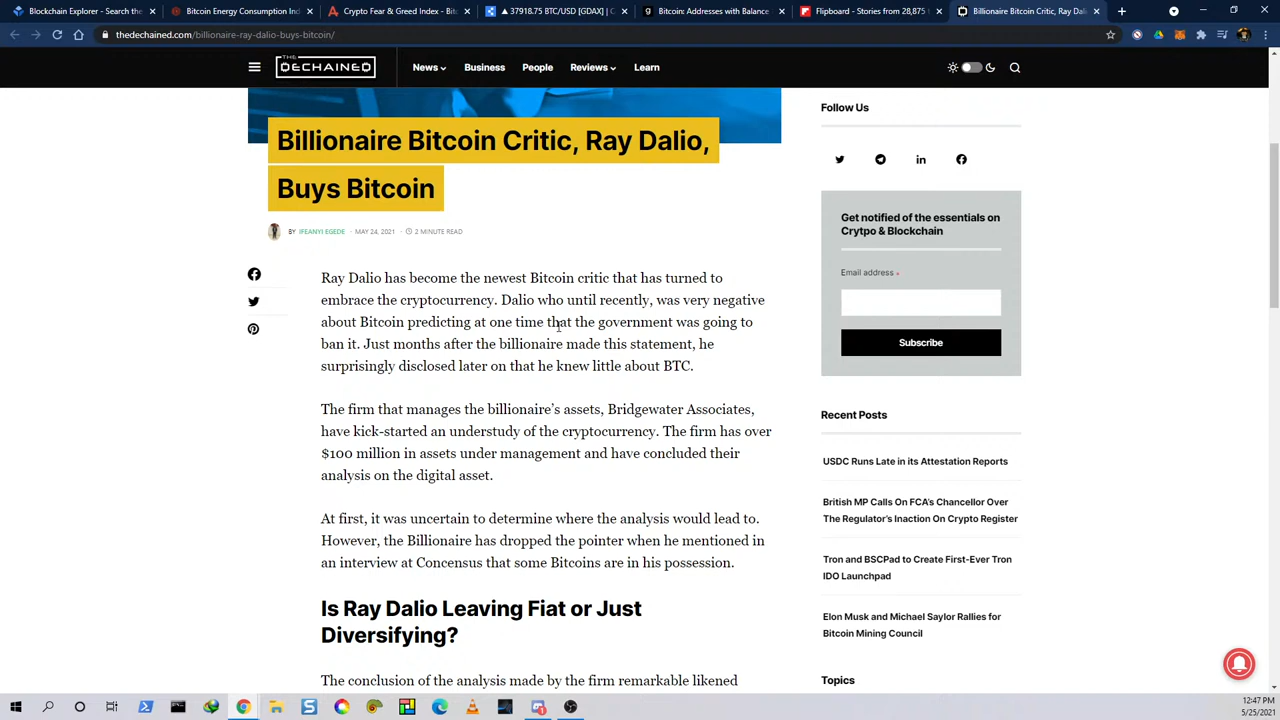 Blockchain Explorer - Search th
Bitcoin Energy Consumption Ind
Crypto Fear & Greed Index - Bit
▲ 37918.75 BTC/USD [GDAX] | C
Bitcoin: Addresses with Balance
Flipboard - Stories from 28,875
Billionaire Bitcoin Critic, Ray Dal
thedechained.com/billionaire-ray-dalio-buys-bitcoin/
THE DECHAINED
News
Business
People
Reviews
Learn
Billionaire Bitcoin Critic, Ray Dalio,
Buys Bitcoin
BY IFEANYI EGEDE · MAY 24, 2021 · 2 MINUTE READ
Ray Dalio has become the newest Bitcoin critic that has turned to
embrace the cryptocurrency. Dalio who until recently, was very negative
about Bitcoin predicting at one time that the government was going to
ban it. Just months after the billionaire made this statement, he
surprisingly disclosed later on that he knew little about BTC.
The firm that manages the billionaire's assets, Bridgewater Associates,
have kick-started an understudy of the cryptocurrency. The firm has over
$100 million in assets under management and have concluded their
analysis on the digital asset.
At first, it was uncertain to determine where the analysis would lead to.
However, the Billionaire has dropped the pointer when he mentioned in
an interview at Concensus that some Bitcoins are in his possession.
Is Ray Dalio Leaving Fiat or Just
Diversifying?
The conclusion of the analysis made by the firm remarkable likened
Follow Us
Get notified of the essentials on
Crytpo & Blockchain
Email address *
Subscribe
Recent Posts
USDC Runs Late in its Attestation Reports
British MP Calls On FCA's Chancellor Over
The Regulator's Inaction On Crypto Register
Tron and BSCPad to Create First-Ever Tron
IDO Launchpad
Elon Musk and Michael Saylor Rallies for
Bitcoin Mining Council
Topics
12:47 PM
5/25/2021